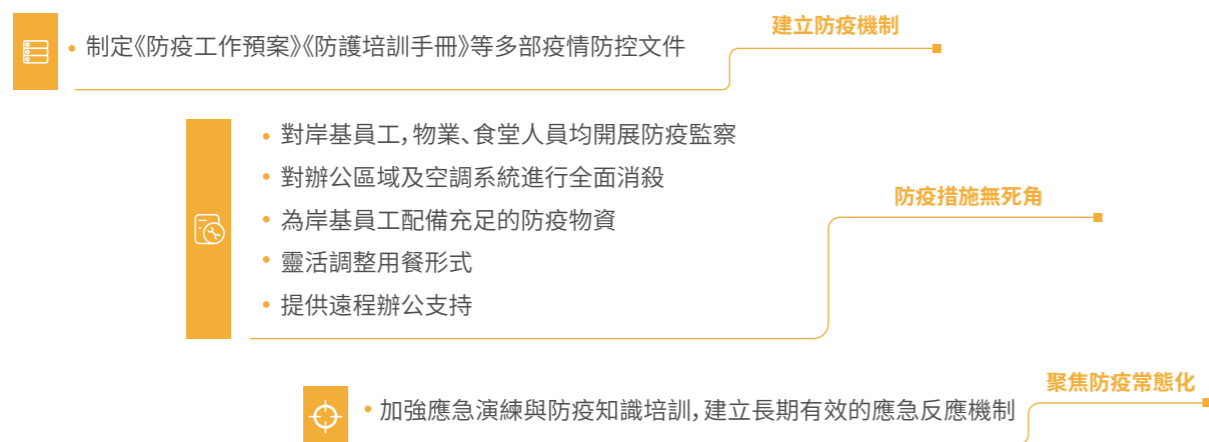 建立防疫機制
• 制定《防疫工作預案》《防護培訓手冊》等多部疫情防控文件
• 對岸基員工，物業、食堂人員均開展防疫監察
• 對辦公區域及空調系統進行全面消殺
防疫措施無死角
• 為岸基員工配備充足的防疫物資
• 靈活調整用餐形式
• 提供遠程辦公支持
聚焦防疫常態化
• 加強應急演練與防疫知識培訓，建立長期有效的應急反應機制